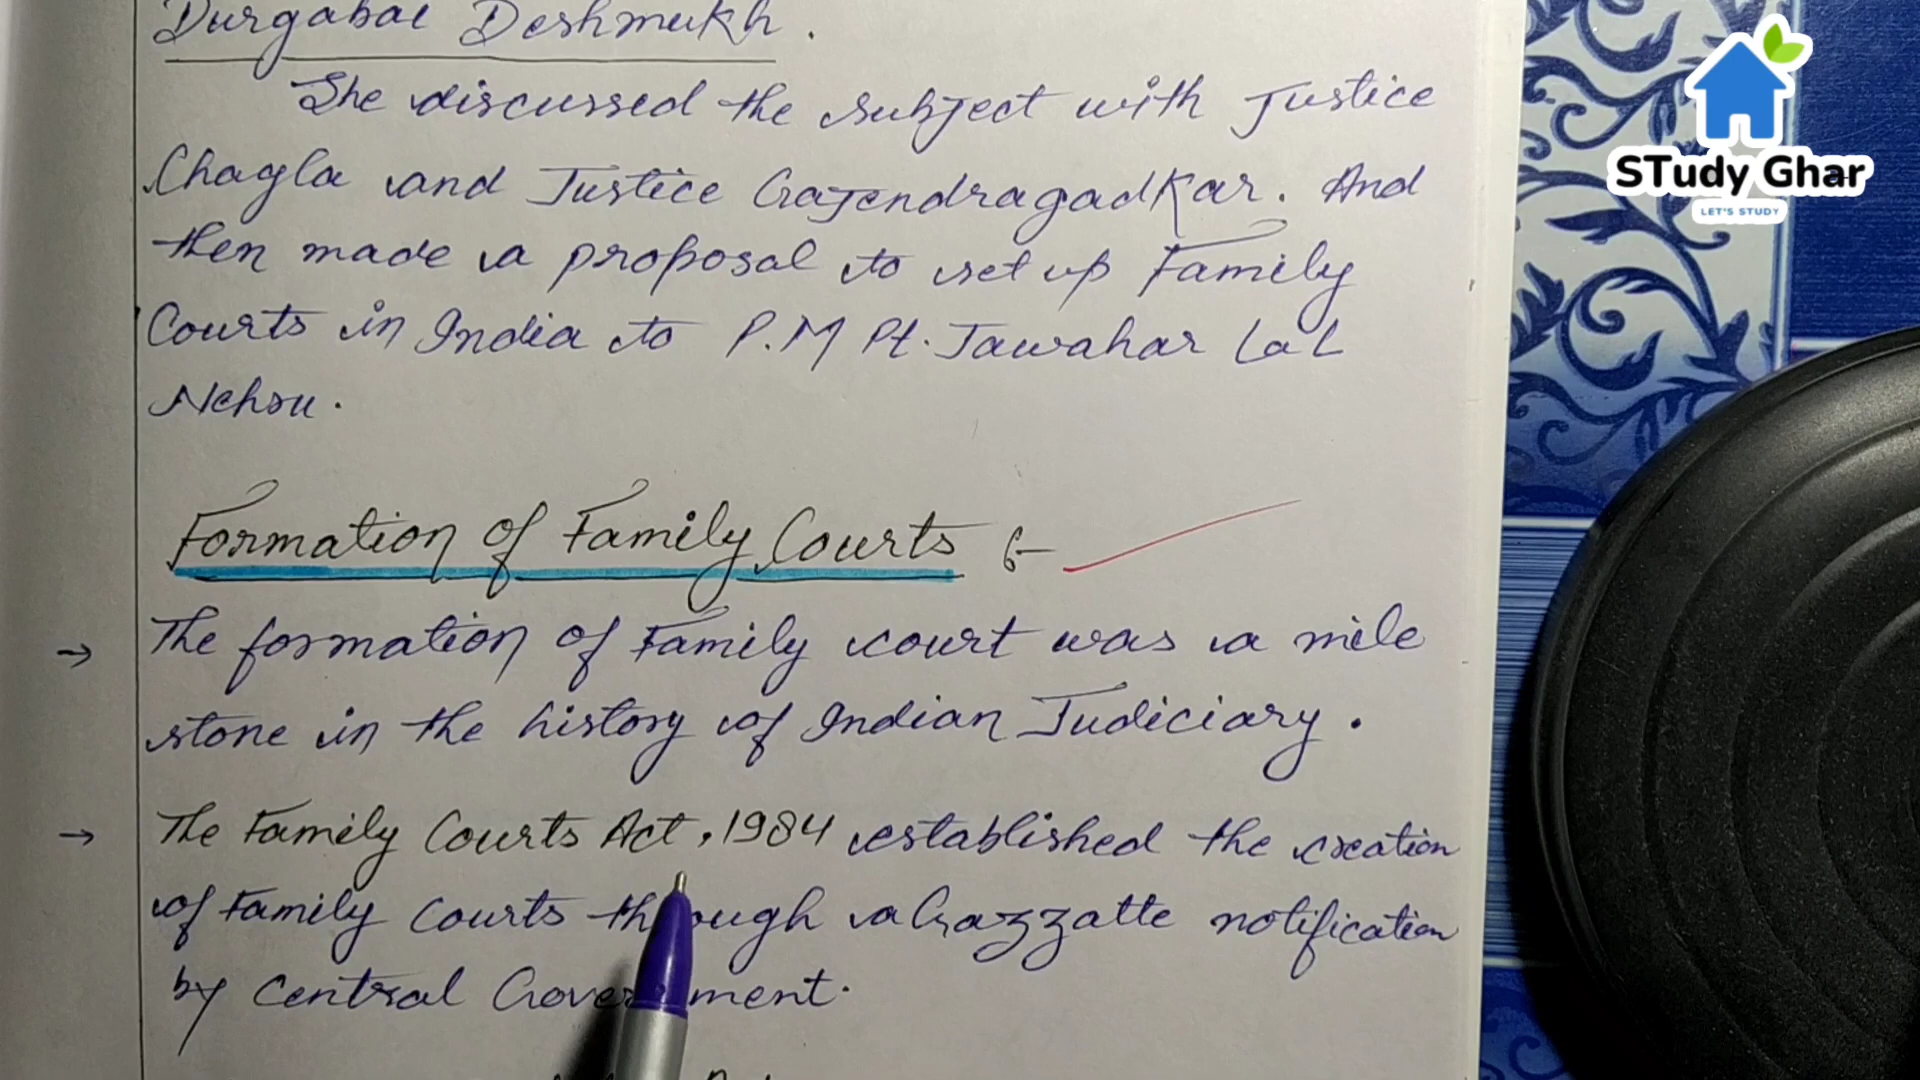 Durgabai Deshmukh.
She discussed the subject with Justice
Chagla and Justice Gajendragadkar. And
then made a proposal to set up Family
Courts in India to P.M Pt. Jawahar Lal
Nehru.
Formation of Family Courts :-
→ The formation of Family court was a mile
stone in the history of Indian Judiciary.
→ The Family Courts Act, 1984 established the creation
of Family Courts through a Gazzatte notification
by Central Government.
STudy Ghar
LET'S STUDY